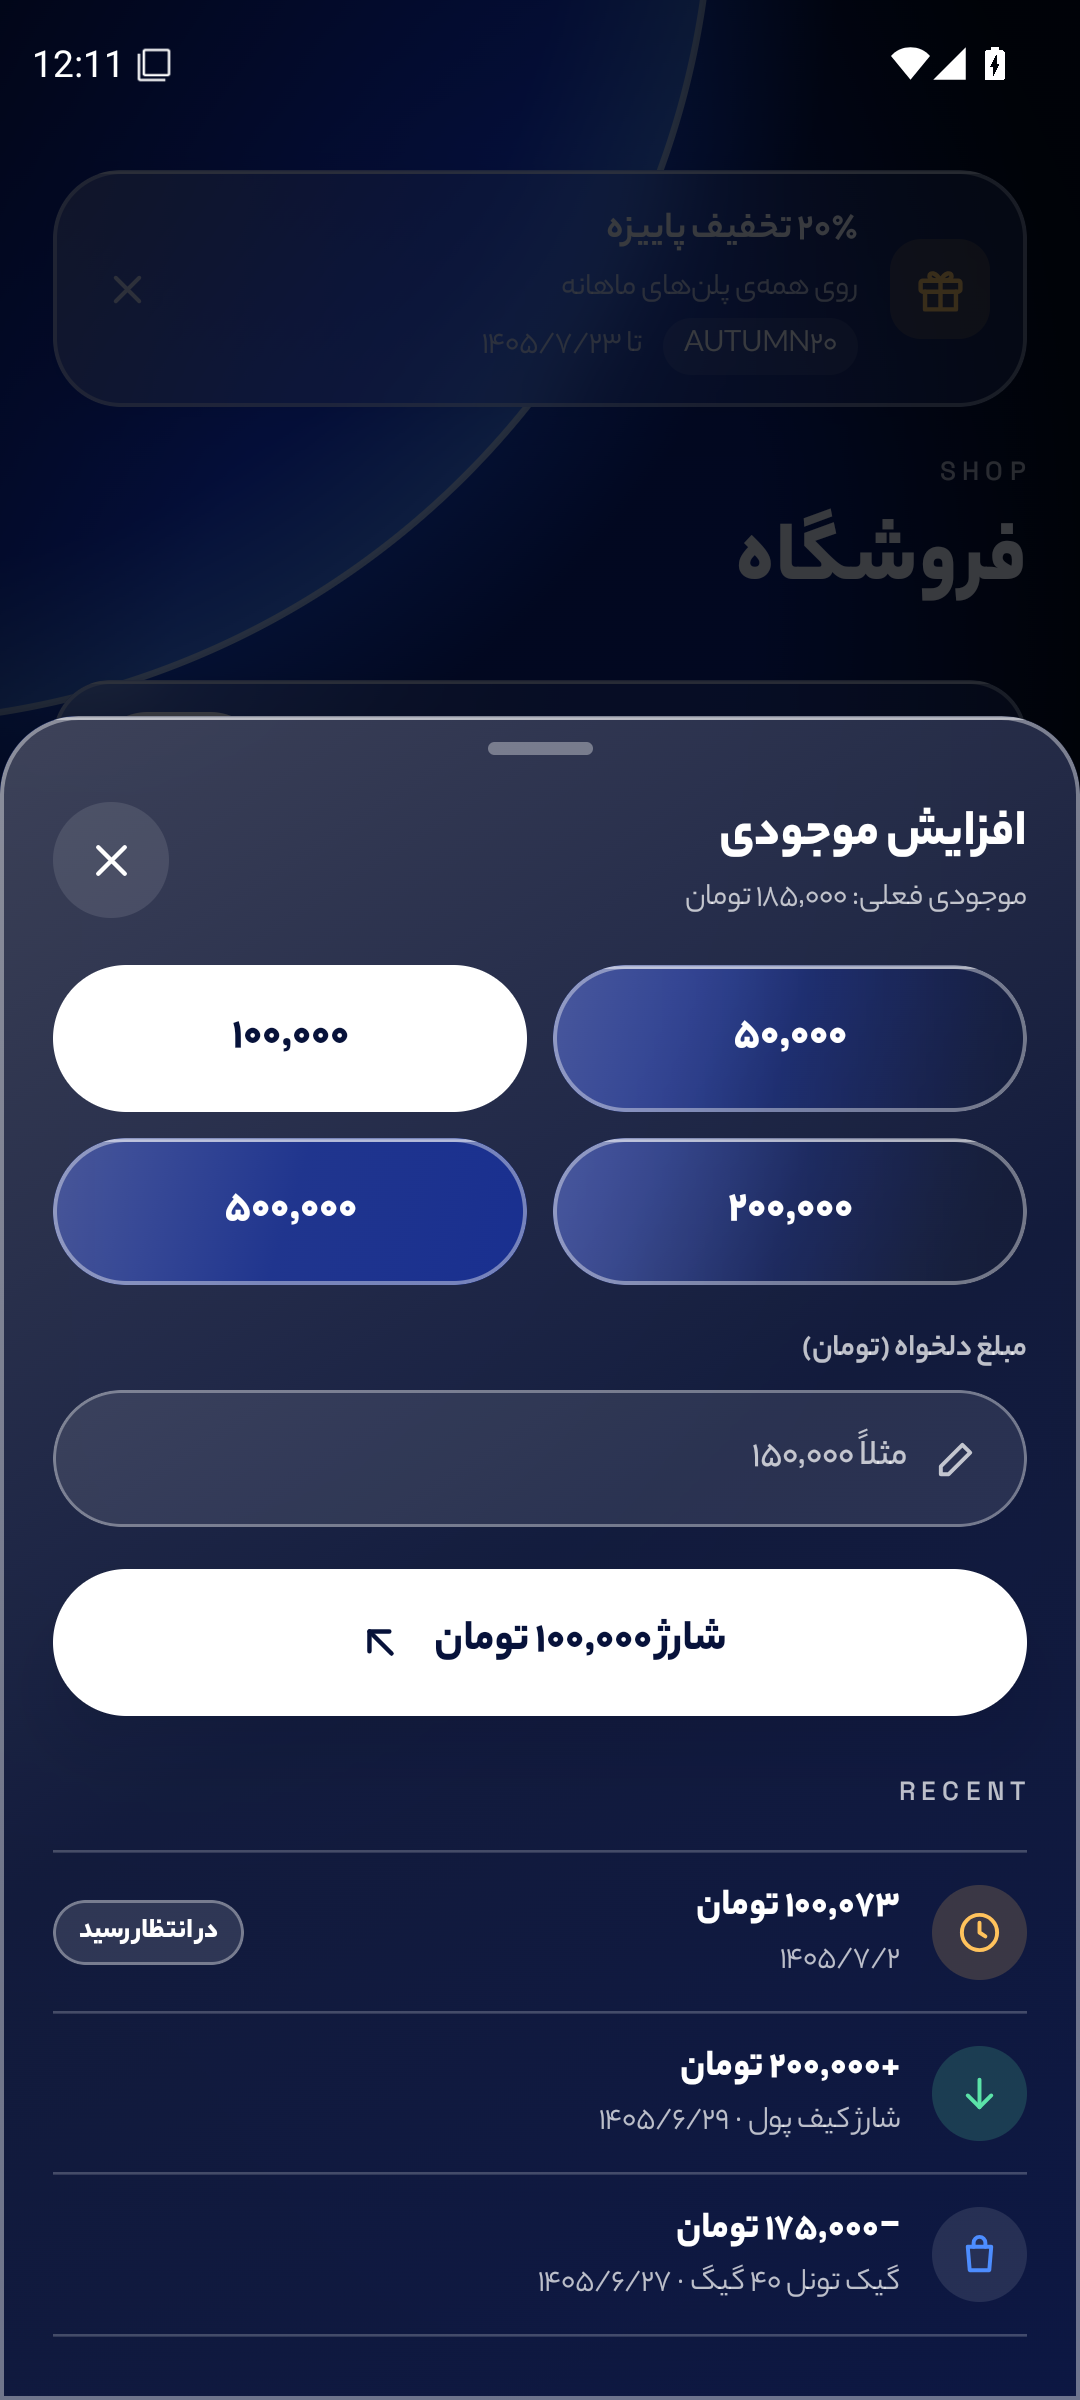 12:11
۲۰% تخفیف پاییزه
روی همه‌ی پلن‌های ماهانه
AUTUMN۲۰ تا ۱۴۰۵/۷/۲۳
SHOP
فروشگاه
افزایش موجودی
موجودی فعلی: ۱۸۵,۰۰۰ تومان
۵۰,۰۰۰
۱۰۰,۰۰۰
۲۰۰,۰۰۰
۵۰۰,۰۰۰
مبلغ دلخواه (تومان)
مثلاً ۱۵۰,۰۰۰
شارژ ۱۰۰,۰۰۰ تومان
RECENT
۱۰۰,۰۷۳ تومان
در انتظار رسید
۱۴۰۵/۷/۲
+۲۰۰,۰۰۰ تومان
شارژ کیف پول · ۱۴۰۵/۶/۲۹
−۱۷۵,۰۰۰ تومان
گیک تونل ۴۰ گیگ · ۱۴۰۵/۶/۲۷